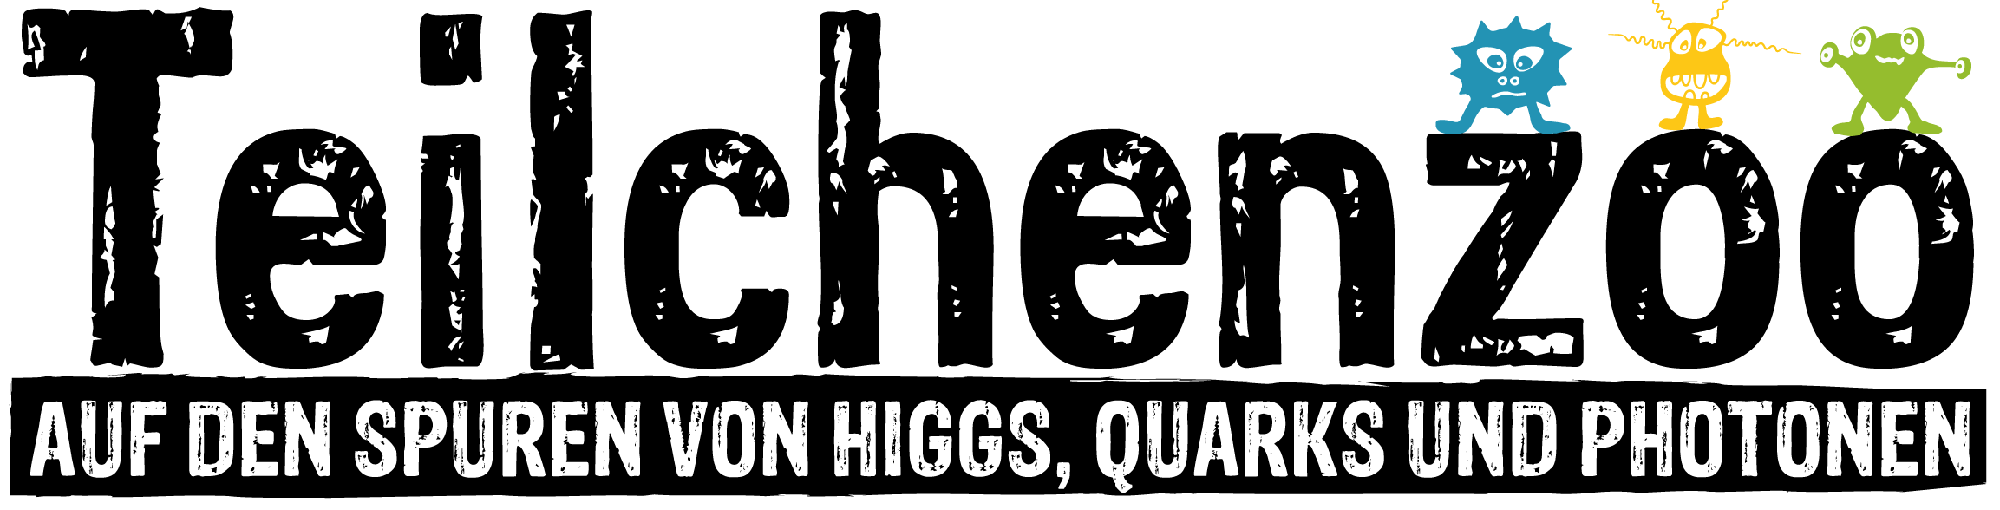 Teilchenzoo
AUF DEN SPUREN VON HIGGS, QUARKS UND PHOTONEN